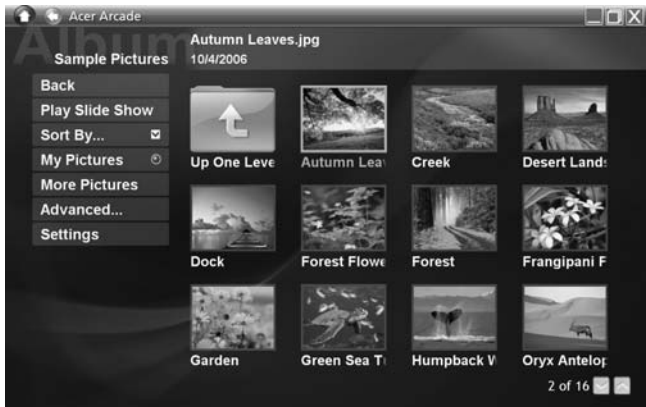 Acer Arcade
Album
Autumn Leaves.jpg
10/4/2006
Sample Pictures
Back
Play Slide Show
Sort By...
My Pictures
More Pictures
Advanced...
Settings
Up One Leve
Autumn Leav
Creek
Desert Lands
Dock
Forest Flowe
Forest
Frangipani F
Garden
Green Sea T
Humpback W
Oryx Antelop
2 of 16